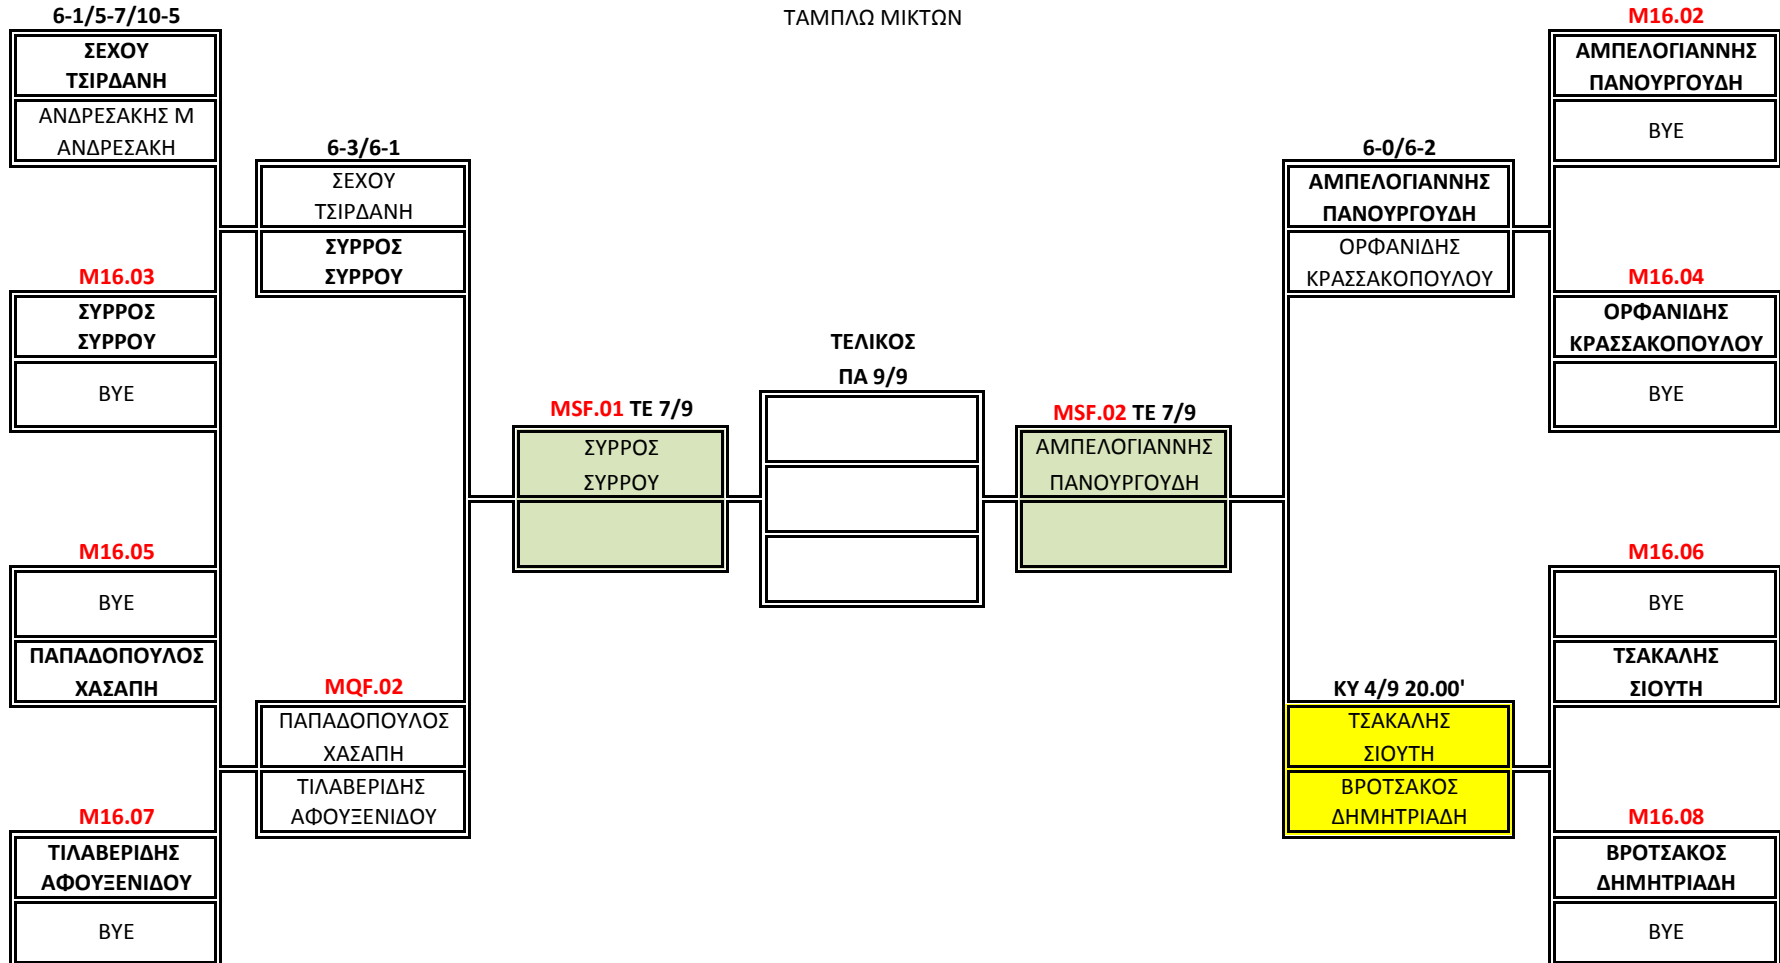 ΤΑΜΠΛΩ ΜΙΚΤΩΝ
6-1/5-7/10-5
ΣΕΧΟΥ
ΤΣΙΡΔΑΝΗ
ΑΝΔΡΕΣΑΚΗΣ Μ
ΑΝΔΡΕΣΑΚΗ
M16.03
ΣΥΡΡΟΣ
ΣΥΡΡΟΥ
BYE
M16.05
BYE
ΠΑΠΑΔΟΠΟΥΛΟΣ
ΧΑΣΑΠΗ
M16.07
ΤΙΛΑΒΕΡΙΔΗΣ
ΑΦΟΥΞΕΝΙΔΟΥ
BYE
6-3/6-1
ΣΕΧΟΥ
ΤΣΙΡΔΑΝΗ
ΣΥΡΡΟΣ
ΣΥΡΡΟΥ
MQF.02
ΠΑΠΑΔΟΠΟΥΛΟΣ
ΧΑΣΑΠΗ
ΤΙΛΑΒΕΡΙΔΗΣ
ΑΦΟΥΞΕΝΙΔΟΥ
MSF.01 ΤΕ 7/9
ΣΥΡΡΟΣ
ΣΥΡΡΟΥ
ΤΕΛΙΚΟΣ
ΠΑ 9/9
MSF.02 ΤΕ 7/9
ΑΜΠΕΛΟΓΙΑΝΝΗΣ
ΠΑΝΟΥΡΓΟΥΔΗ
6-0/6-2
ΑΜΠΕΛΟΓΙΑΝΝΗΣ
ΠΑΝΟΥΡΓΟΥΔΗ
ΟΡΦΑΝΙΔΗΣ
ΚΡΑΣΣΑΚΟΠΟΥΛΟΥ
ΚΥ 4/9 20.00'
ΤΣΑΚΑΛΗΣ
ΣΙΟΥΤΗ
ΒΡΟΤΣΑΚΟΣ
ΔΗΜΗΤΡΙΑΔΗ
M16.02
ΑΜΠΕΛΟΓΙΑΝΝΗΣ
ΠΑΝΟΥΡΓΟΥΔΗ
BYE
M16.04
ΟΡΦΑΝΙΔΗΣ
ΚΡΑΣΣΑΚΟΠΟΥΛΟΥ
BYE
M16.06
BYE
ΤΣΑΚΑΛΗΣ
ΣΙΟΥΤΗ
M16.08
ΒΡΟΤΣΑΚΟΣ
ΔΗΜΗΤΡΙΑΔΗ
BYE